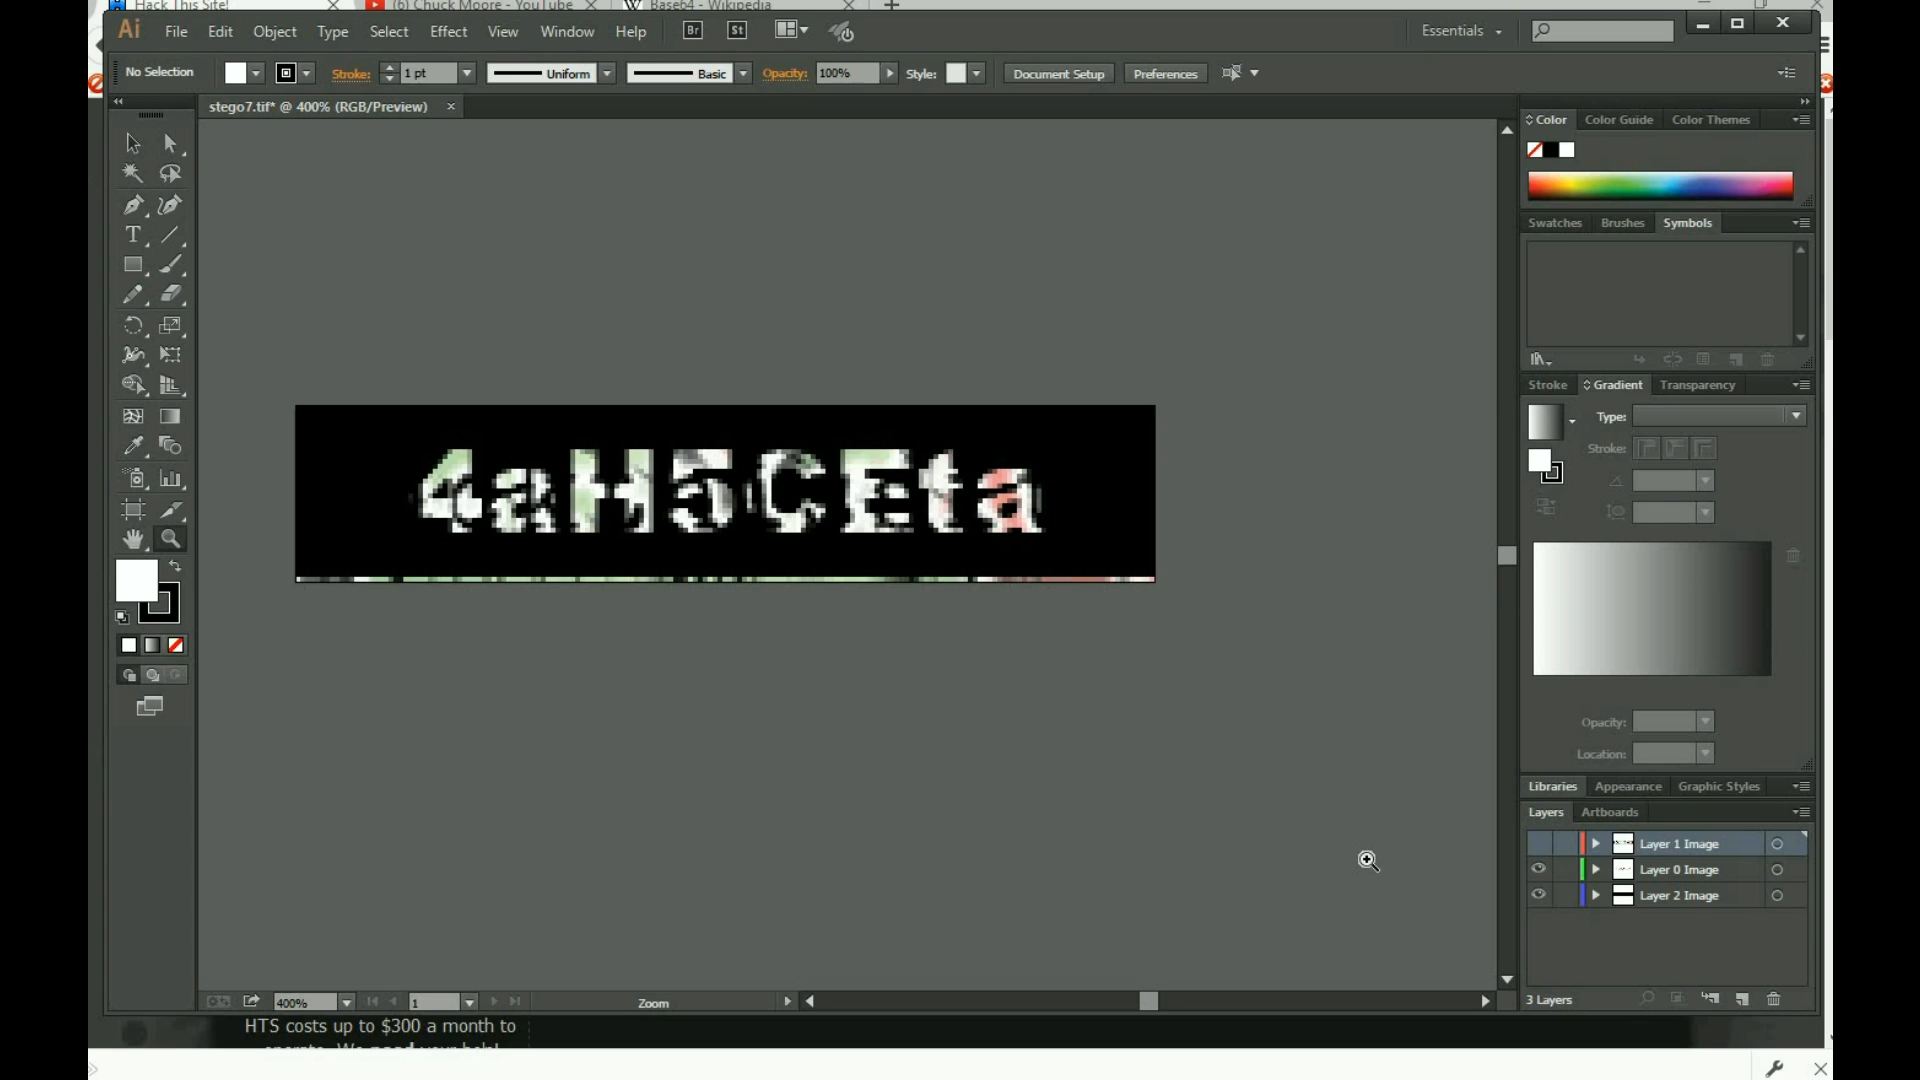 Hack This Site!
(6) Chuck Moore - YouTube
Base64 - Wikipedia
Ai
File
Edit
Object
Type
Select
Effect
View
Window
Help
Br
St
Essentials
No Selection
Stroke:
1 pt
Uniform
Basic
Opacity:
100%
Style:
Document Setup
Preferences
stego7.tif* @ 400% (RGB/Preview)
4aH5CEta
Color
Color Guide
Color Themes
Swatches
Brushes
Symbols
Stroke
Gradient
Transparency
Type:
Stroke:
Opacity:
Location:
Libraries
Appearance
Graphic Styles
Layers
Artboards
Layer 1 Image
Layer 0 Image
Layer 2 Image
3 Layers
400%
1
Zoom
HTS costs up to $300 a month to
operate. We need your help!